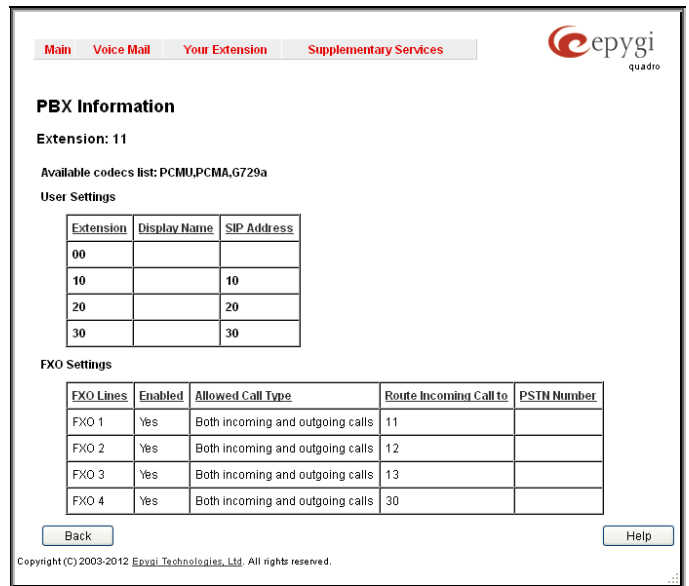 Main Voice Mail Your Extension Supplementary Services
epygi
quadro
PBX Information
Extension: 11
Available codecs list: PCMU,PCMA,G729a
User Settings
Extension Display Name SIP Address
00
10 10
20 20
30 30
FXO Settings
FXO Lines Enabled Allowed Call Type Route Incoming Call to PSTN Number
FXO 1 Yes Both incoming and outgoing calls 11
FXO 2 Yes Both incoming and outgoing calls 12
FXO 3 Yes Both incoming and outgoing calls 13
FXO 4 Yes Both incoming and outgoing calls 30
Back Help
Copyright (C) 2003-2012 Epygi Technologies, Ltd. All rights reserved.